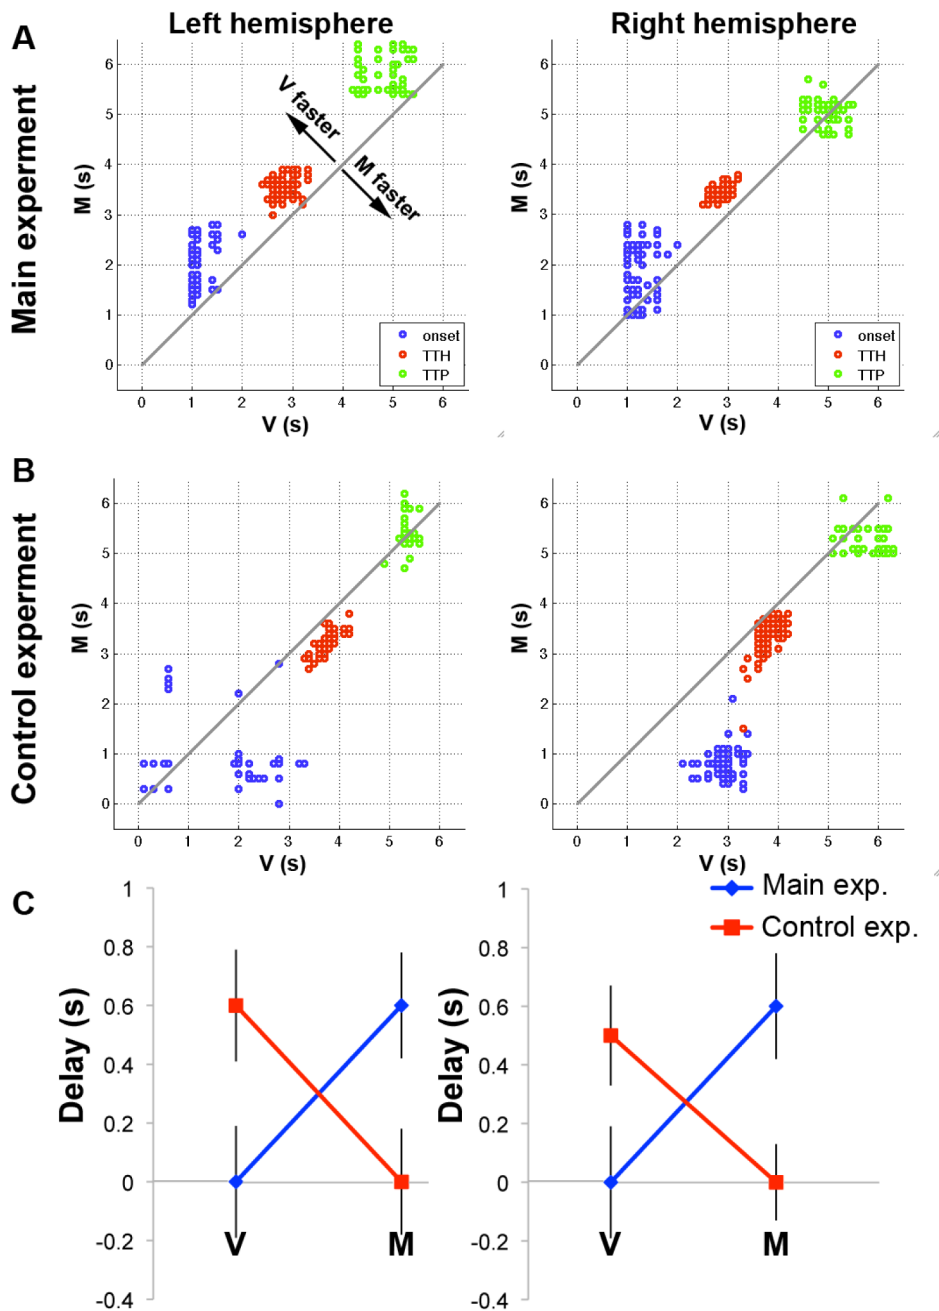 Left hemisphere
Right hemisphere
A
Main experiment
M (s)
6
5
4
3
2
1
0
V faster
M faster
onset
TTH
TTP
0 1 2 3 4 5 6
V (s)
M (s)
6
5
4
3
2
1
0
onset
TTH
TTP
0 1 2 3 4 5 6
V (s)
B
Control experment
M (s)
6
5
4
3
2
1
0
0 1 2 3 4 5 6
V (s)
M (s)
6
5
4
3
2
1
0
0 1 2 3 4 5 6
V (s)
C
Delay (s)
1
0.8
0.6
0.4
0.2
0
-0.2
-0.4
V M
Delay (s)
1
0.8
0.6
0.4
0.2
0
-0.2
-0.4
V M
Main exp.
Control exp.